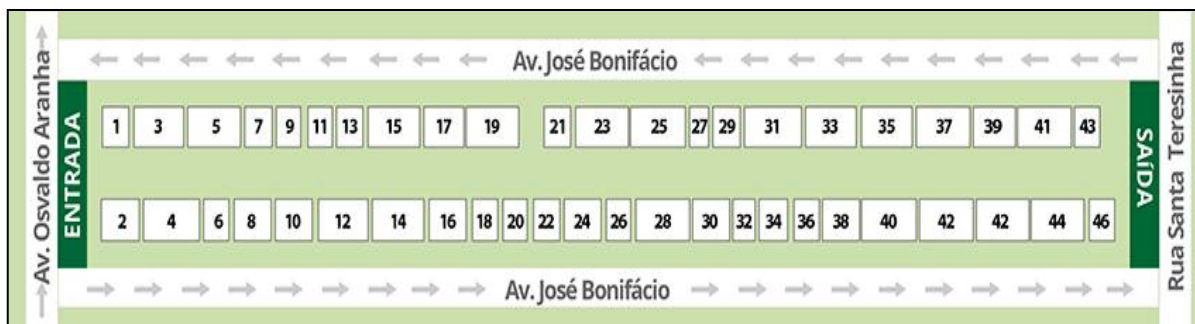 Av. José Bonifácio
Av. Osvaldo Aranha
ENTRADA
1 3 5 7 9 11 13 15 17 19 21 23 25 27 29 31 33 35 37 39 41 43
2 4 6 8 10 12 14 16 18 20 22 24 26 28 30 32 34 36 38 40 42 42 44 46
SAÍDA
Rua Santa Teresinha
Av. José Bonifácio